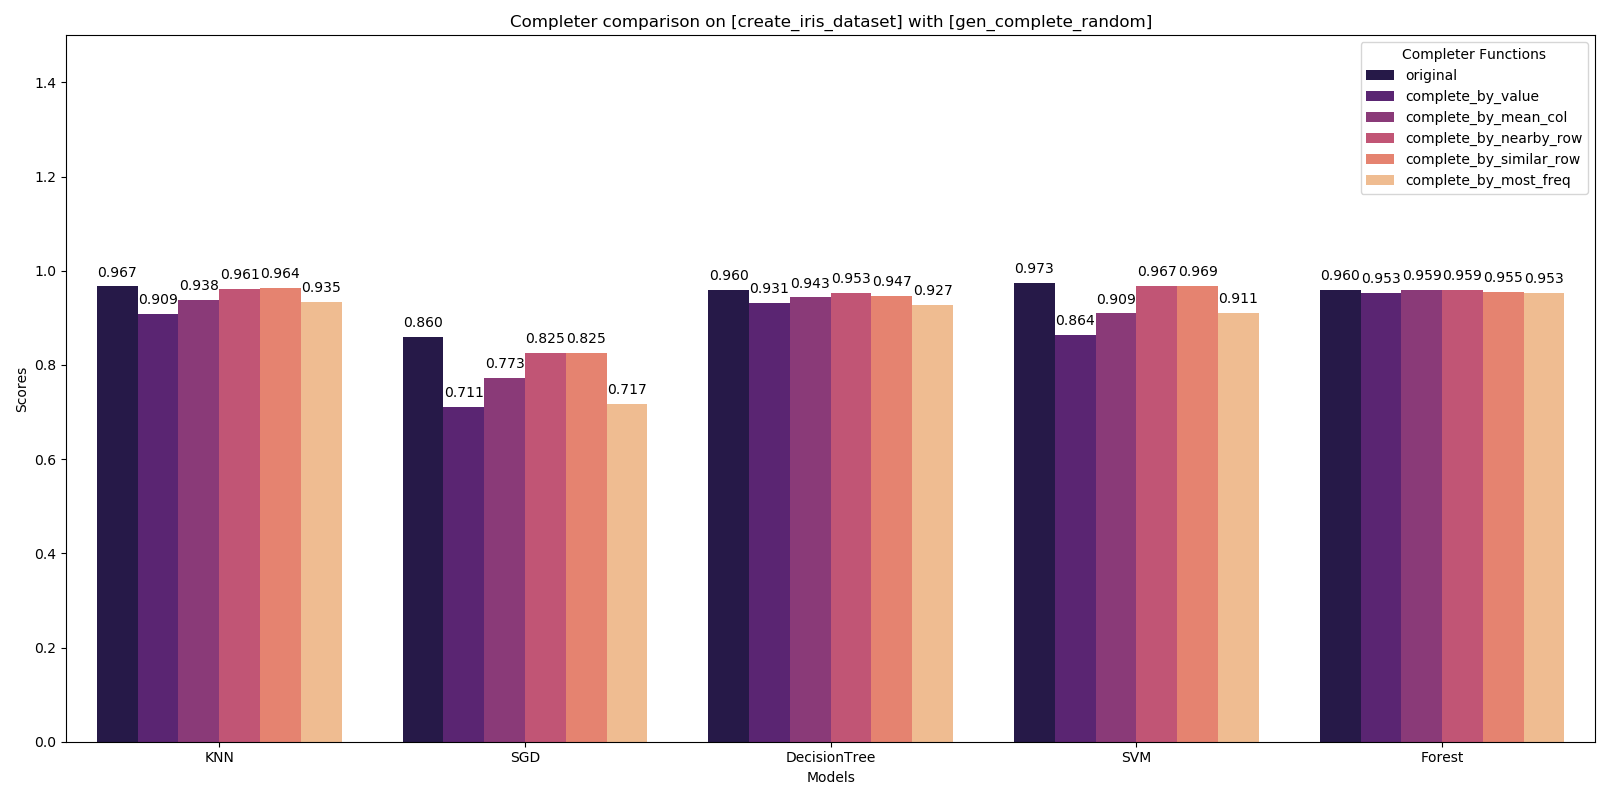 Completer comparison on [create_iris_dataset] with [gen_complete_random]
Completer Functions
original
complete_by_value
complete_by_mean_col
complete_by_nearby_row
complete_by_similar_row
complete_by_most_freq
Scores
1.4
1.2
1.0
0.8
0.6
0.4
0.2
0.0
0.967 0.909 0.938 0.961 0.964 0.935
0.860 0.711 0.773 0.825 0.825 0.717
0.960 0.931 0.943 0.953 0.947 0.927
0.973 0.864 0.909 0.967 0.969 0.911
0.960 0.953 0.959 0.959 0.955 0.953
KNN SGD DecisionTree SVM Forest
Models